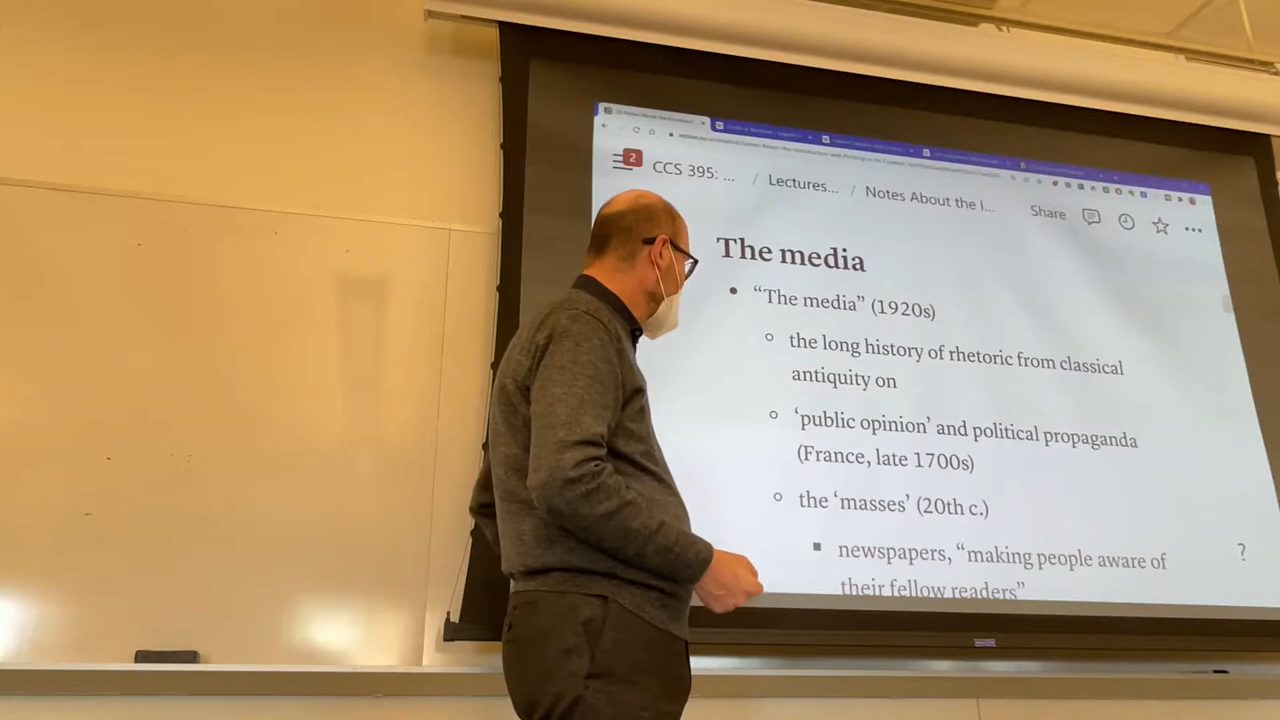 2
CCS 395: ... / Lectures... / Notes About the I...
Share
The media
“The media” (1920s)
the long history of rhetoric from classical
antiquity on
‘public opinion’ and political propaganda
(France, late 1700s)
the ‘masses’ (20th c.)
newspapers, “making people aware of
their fellow readers”
?